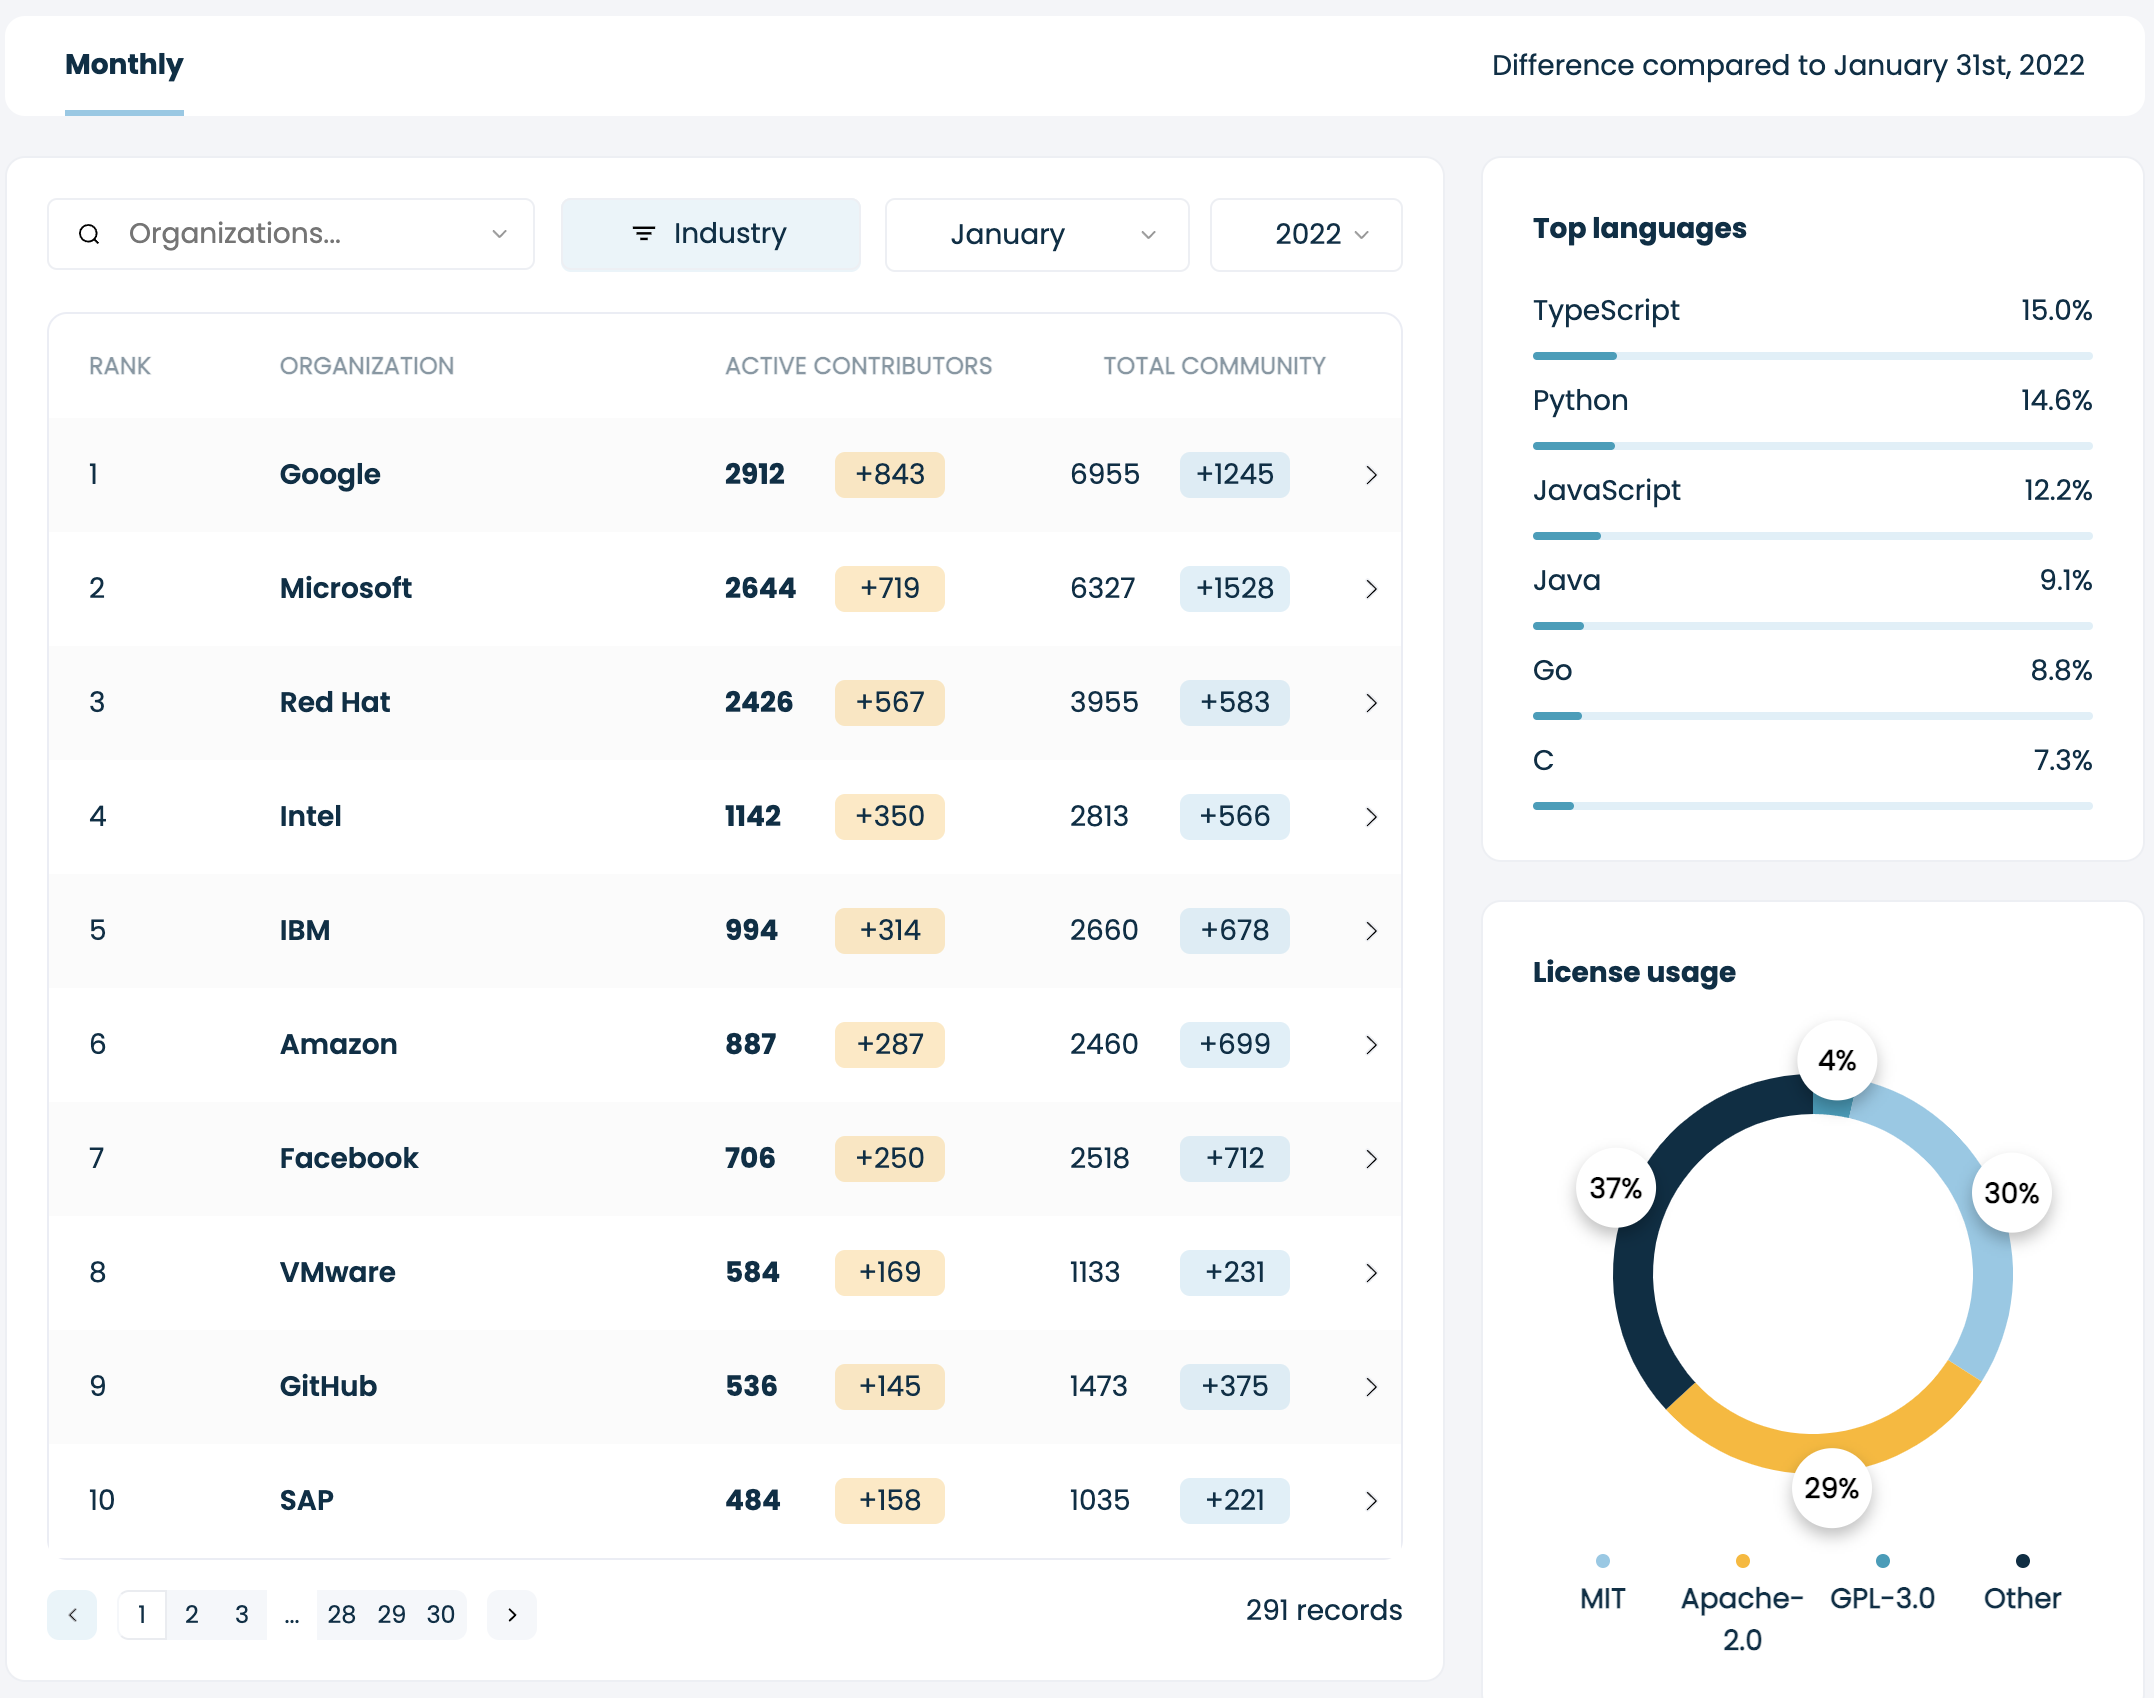 Monthly
Difference compared to January 31st, 2022
Organizations...
Industry
January
2022
RANK ORGANIZATION ACTIVE CONTRIBUTORS TOTAL COMMUNITY
1 Google 2912 +843 6955 +1245
2 Microsoft 2644 +719 6327 +1528
3 Red Hat 2426 +567 3955 +583
4 Intel 1142 +350 2813 +566
5 IBM 994 +314 2660 +678
6 Amazon 887 +287 2460 +699
7 Facebook 706 +250 2518 +712
8 VMware 584 +169 1133 +231
9 GitHub 536 +145 1473 +375
10 SAP 484 +158 1035 +221
1 2 3 ... 28 29 30
291 records
Top languages
TypeScript 15.0%
Python 14.6%
JavaScript 12.2%
Java 9.1%
Go 8.8%
C 7.3%
License usage
4%
37%
30%
29%
MIT
Apache-
2.0
GPL-3.0
Other